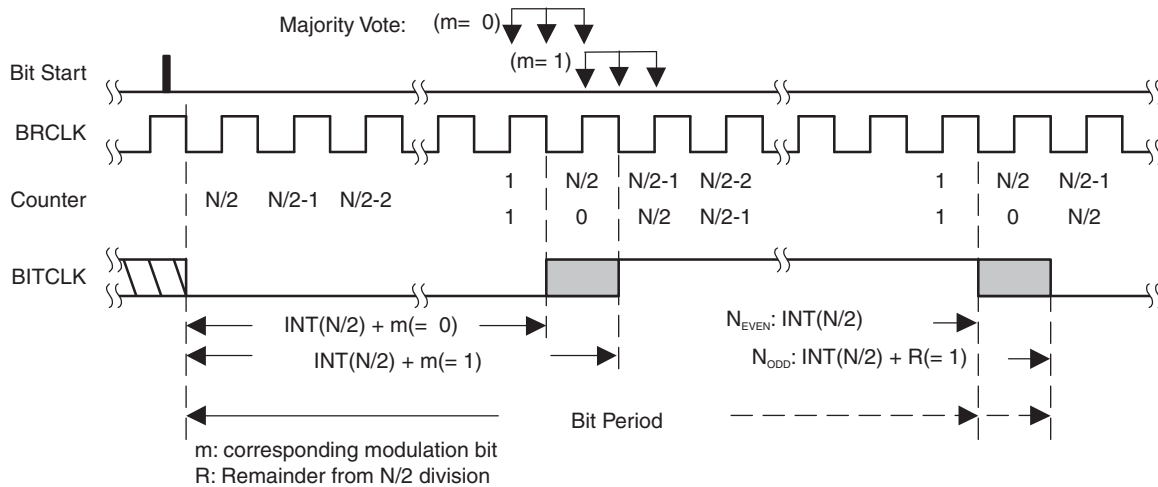 Majority Vote: (m= 0)
(m= 1)
Bit Start
BRCLK
Counter
N/2 N/2-1 N/2-2 1 N/2 N/2-1 N/2-2 1 N/2 N/2-1
1 0 N/2 N/2-1 1 0 N/2
BITCLK
INT(N/2) + m(= 0)
NEVEN: INT(N/2)
INT(N/2) + m(= 1)
NODD: INT(N/2) + R(= 1)
Bit Period
m: corresponding modulation bit
R: Remainder from N/2 division